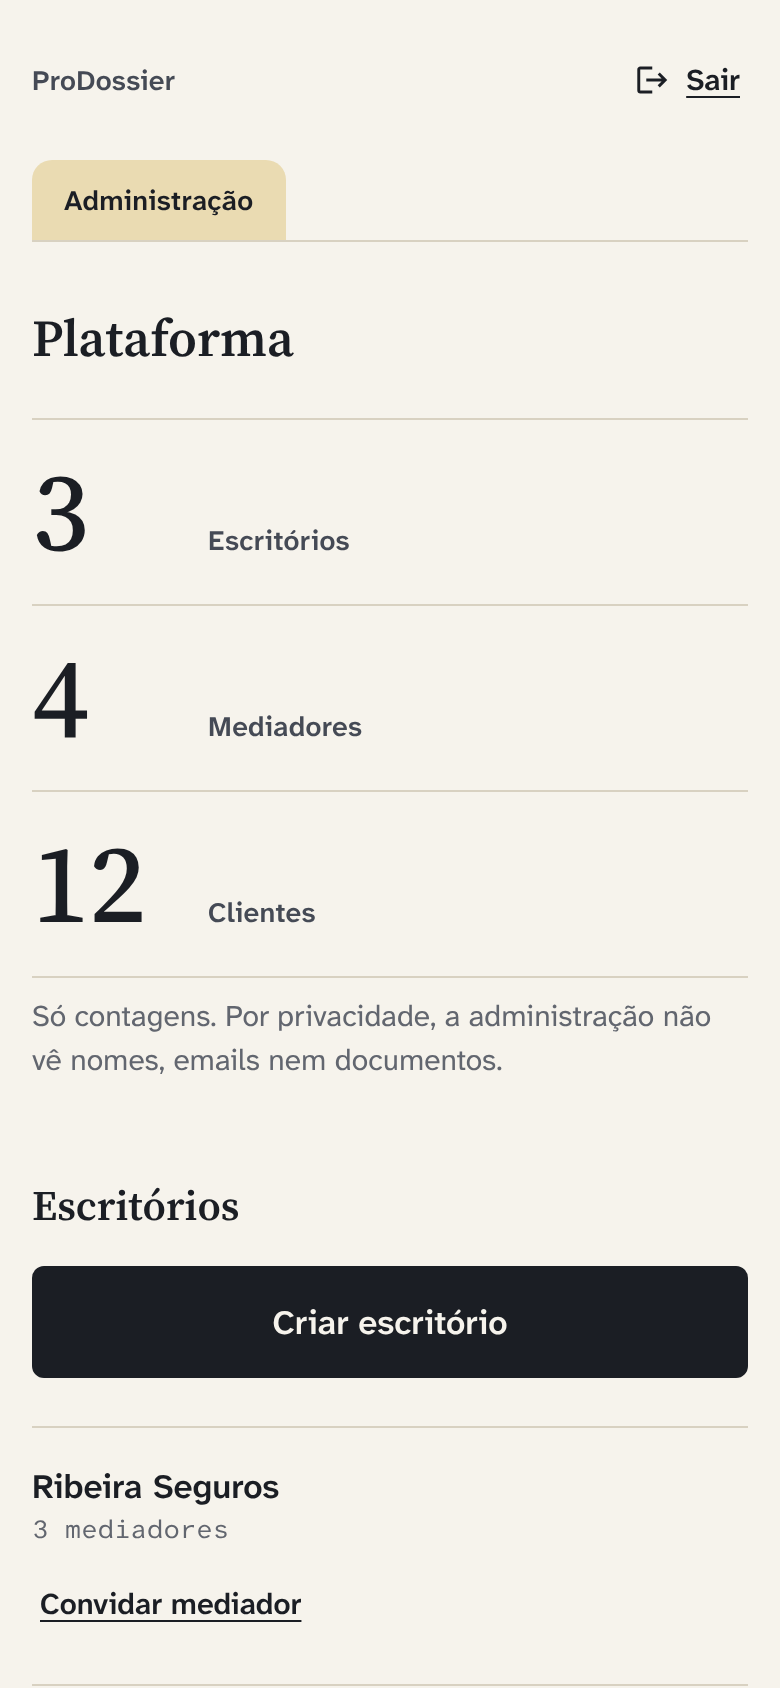 ProDossier
Sair
Administração
Plataforma
3
Escritórios
4
Mediadores
12
Clientes
Só contagens. Por privacidade, a administração não
vê nomes, emails nem documentos.
Escritórios
Criar escritório
Ribeira Seguros
3 mediadores
Convidar mediador